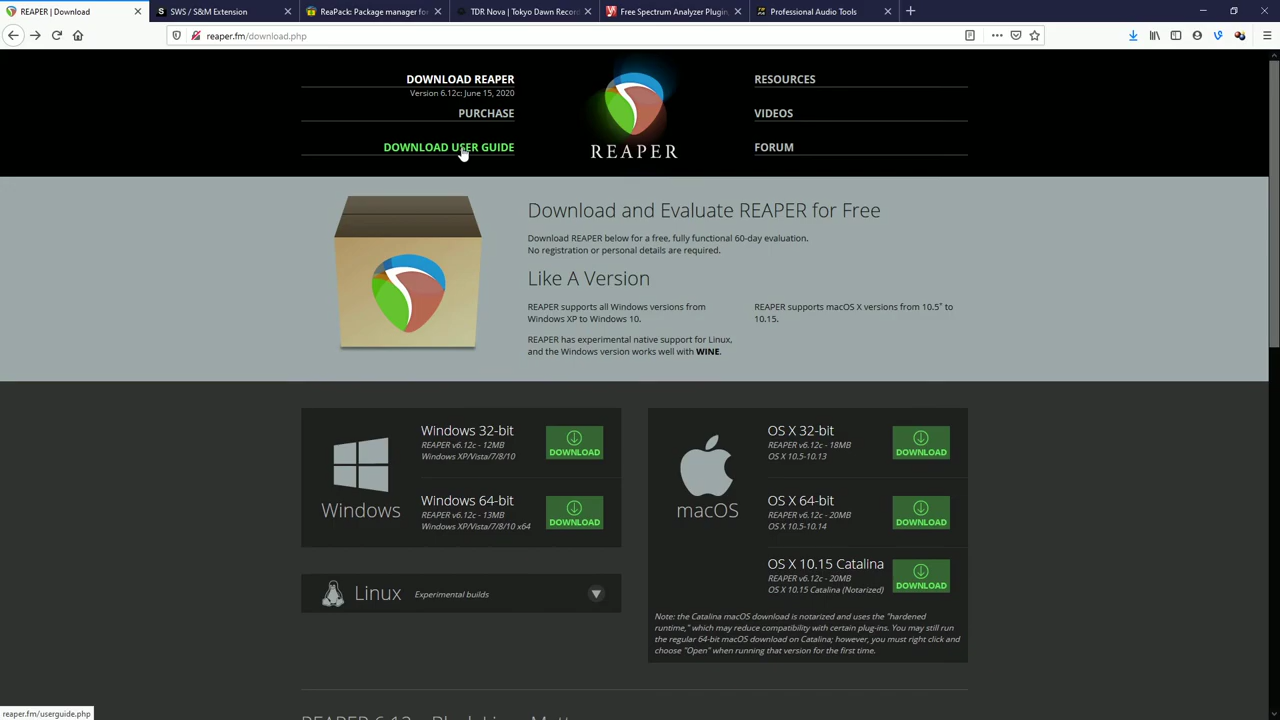 REAPER | Download
SWS / S&M Extension
ReaPack: Package manager for
TDR Nova | Tokyo Dawn Record
Free Spectrum Analyzer Plugin,
Professional Audio Tools
reaper.fm/download.php
DOWNLOAD REAPER
Version 6.12c: June 15, 2020
PURCHASE
DOWNLOAD USER GUIDE
REAPER
RESOURCES
VIDEOS
FORUM
Download and Evaluate REAPER for Free
Download REAPER below for a free, fully functional 60-day evaluation.
No registration or personal details are required.
Like A Version
REAPER supports all Windows versions from
Windows XP to Windows 10.
REAPER has experimental native support for Linux,
and the Windows version works well with WINE.
REAPER supports macOS X versions from 10.5" to
10.15.
Windows
Windows 32-bit
REAPER v6.12c - 12MB
Windows XP/Vista/7/8/10
DOWNLOAD
Windows 64-bit
REAPER v6.12c - 13MB
Windows XP/Vista/7/8/10 x64
DOWNLOAD
Linux
Experimental builds
macOS
OS X 32-bit
REAPER v6.12c - 18MB
OS X 10.5-10.13
DOWNLOAD
OS X 64-bit
REAPER v6.12c - 20MB
OS X 10.5-10.14
DOWNLOAD
OS X 10.15 Catalina
REAPER v6.12c - 20MB
OS X 10.15 Catalina (Notarized)
DOWNLOAD
Note: the Catalina macOS download is notarized and uses the "hardened
runtime," which may reduce compatibility with certain plug-ins. You may still run
the regular 64-bit macOS download on Catalina; however, you must right click and
choose "Open" when running that version for the first time.
reaper.fm/userguide.php